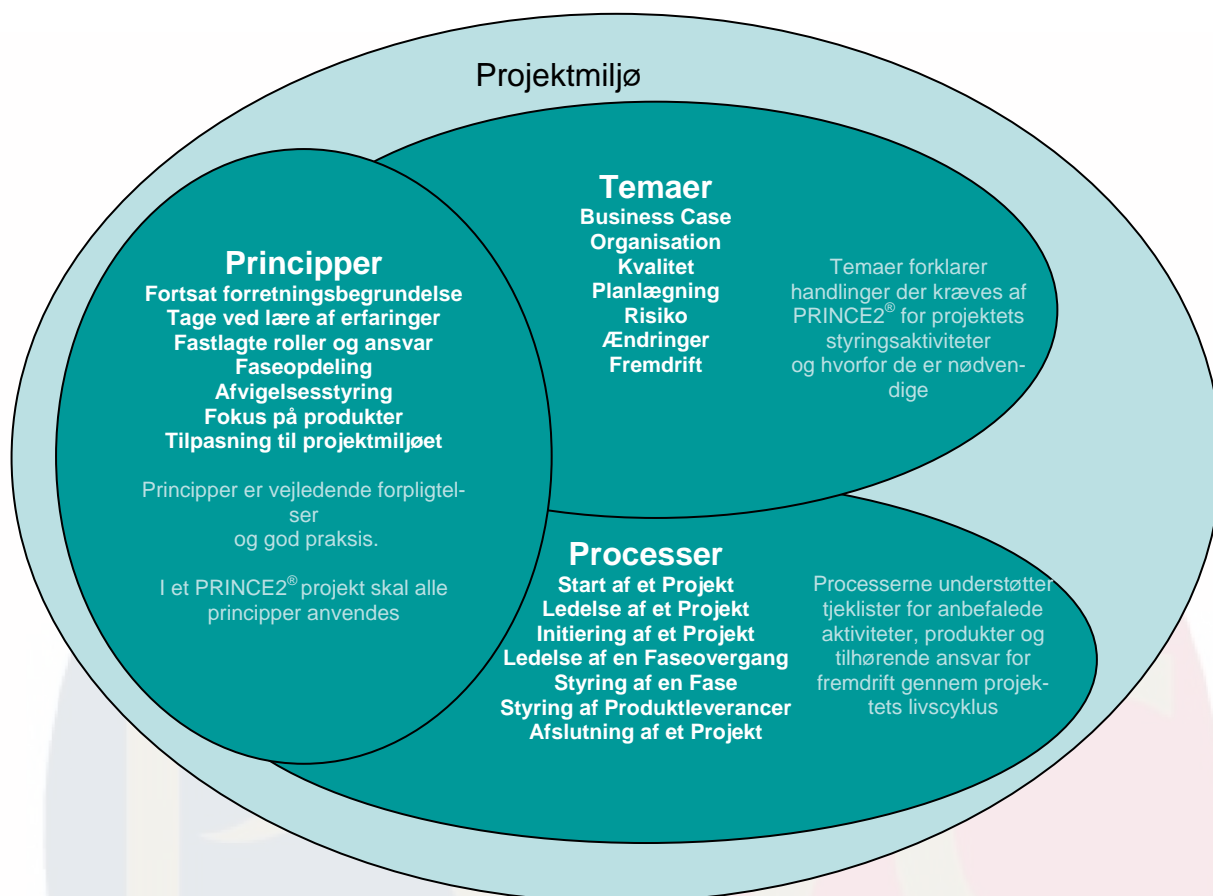 Projektmiljø
Principper
Fortsat forretningsbegrundelse
Tage ved lære af erfaringer
Fastlagte roller og ansvar
Faseopdeling
Afvigelsesstyring
Fokus på produkter
Tilpasning til projektmiljøet
Principper er vejledende forpligtel-
ser
og god praksis.
I et PRINCE2® projekt skal alle
principper anvendes
Temaer
Business Case
Organisation
Kvalitet
Planlægning
Risiko
Ændringer
Fremdrift
Temaer forklarer
handlinger der kræves af
PRINCE2® for projektets
styringsaktiviteter
og hvorfor de er nødven-
dige
Processer
Start af et Projekt
Ledelse af et Projekt
Initiering af et Projekt
Ledelse af en Faseovergang
Styring af en Fase
Styring af Produktleverancer
Afslutning af et Projekt
Processerne understøtter
tjeklister for anbefalede
aktiviteter, produkter og
tilhørende ansvar for
fremdrift gennem projek-
tets livscyklus